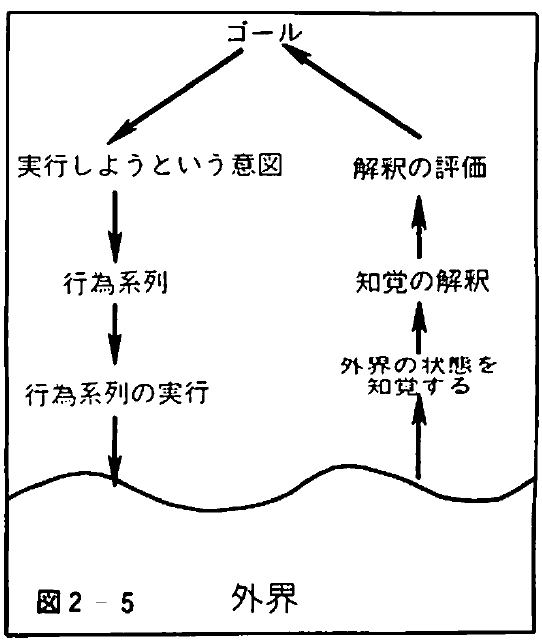 ゴール
実行しようという意図
行為系列
行為系列の実行
解釈の評価
知覚の解釈
外界の状態を
知覚する
外界
図2-5